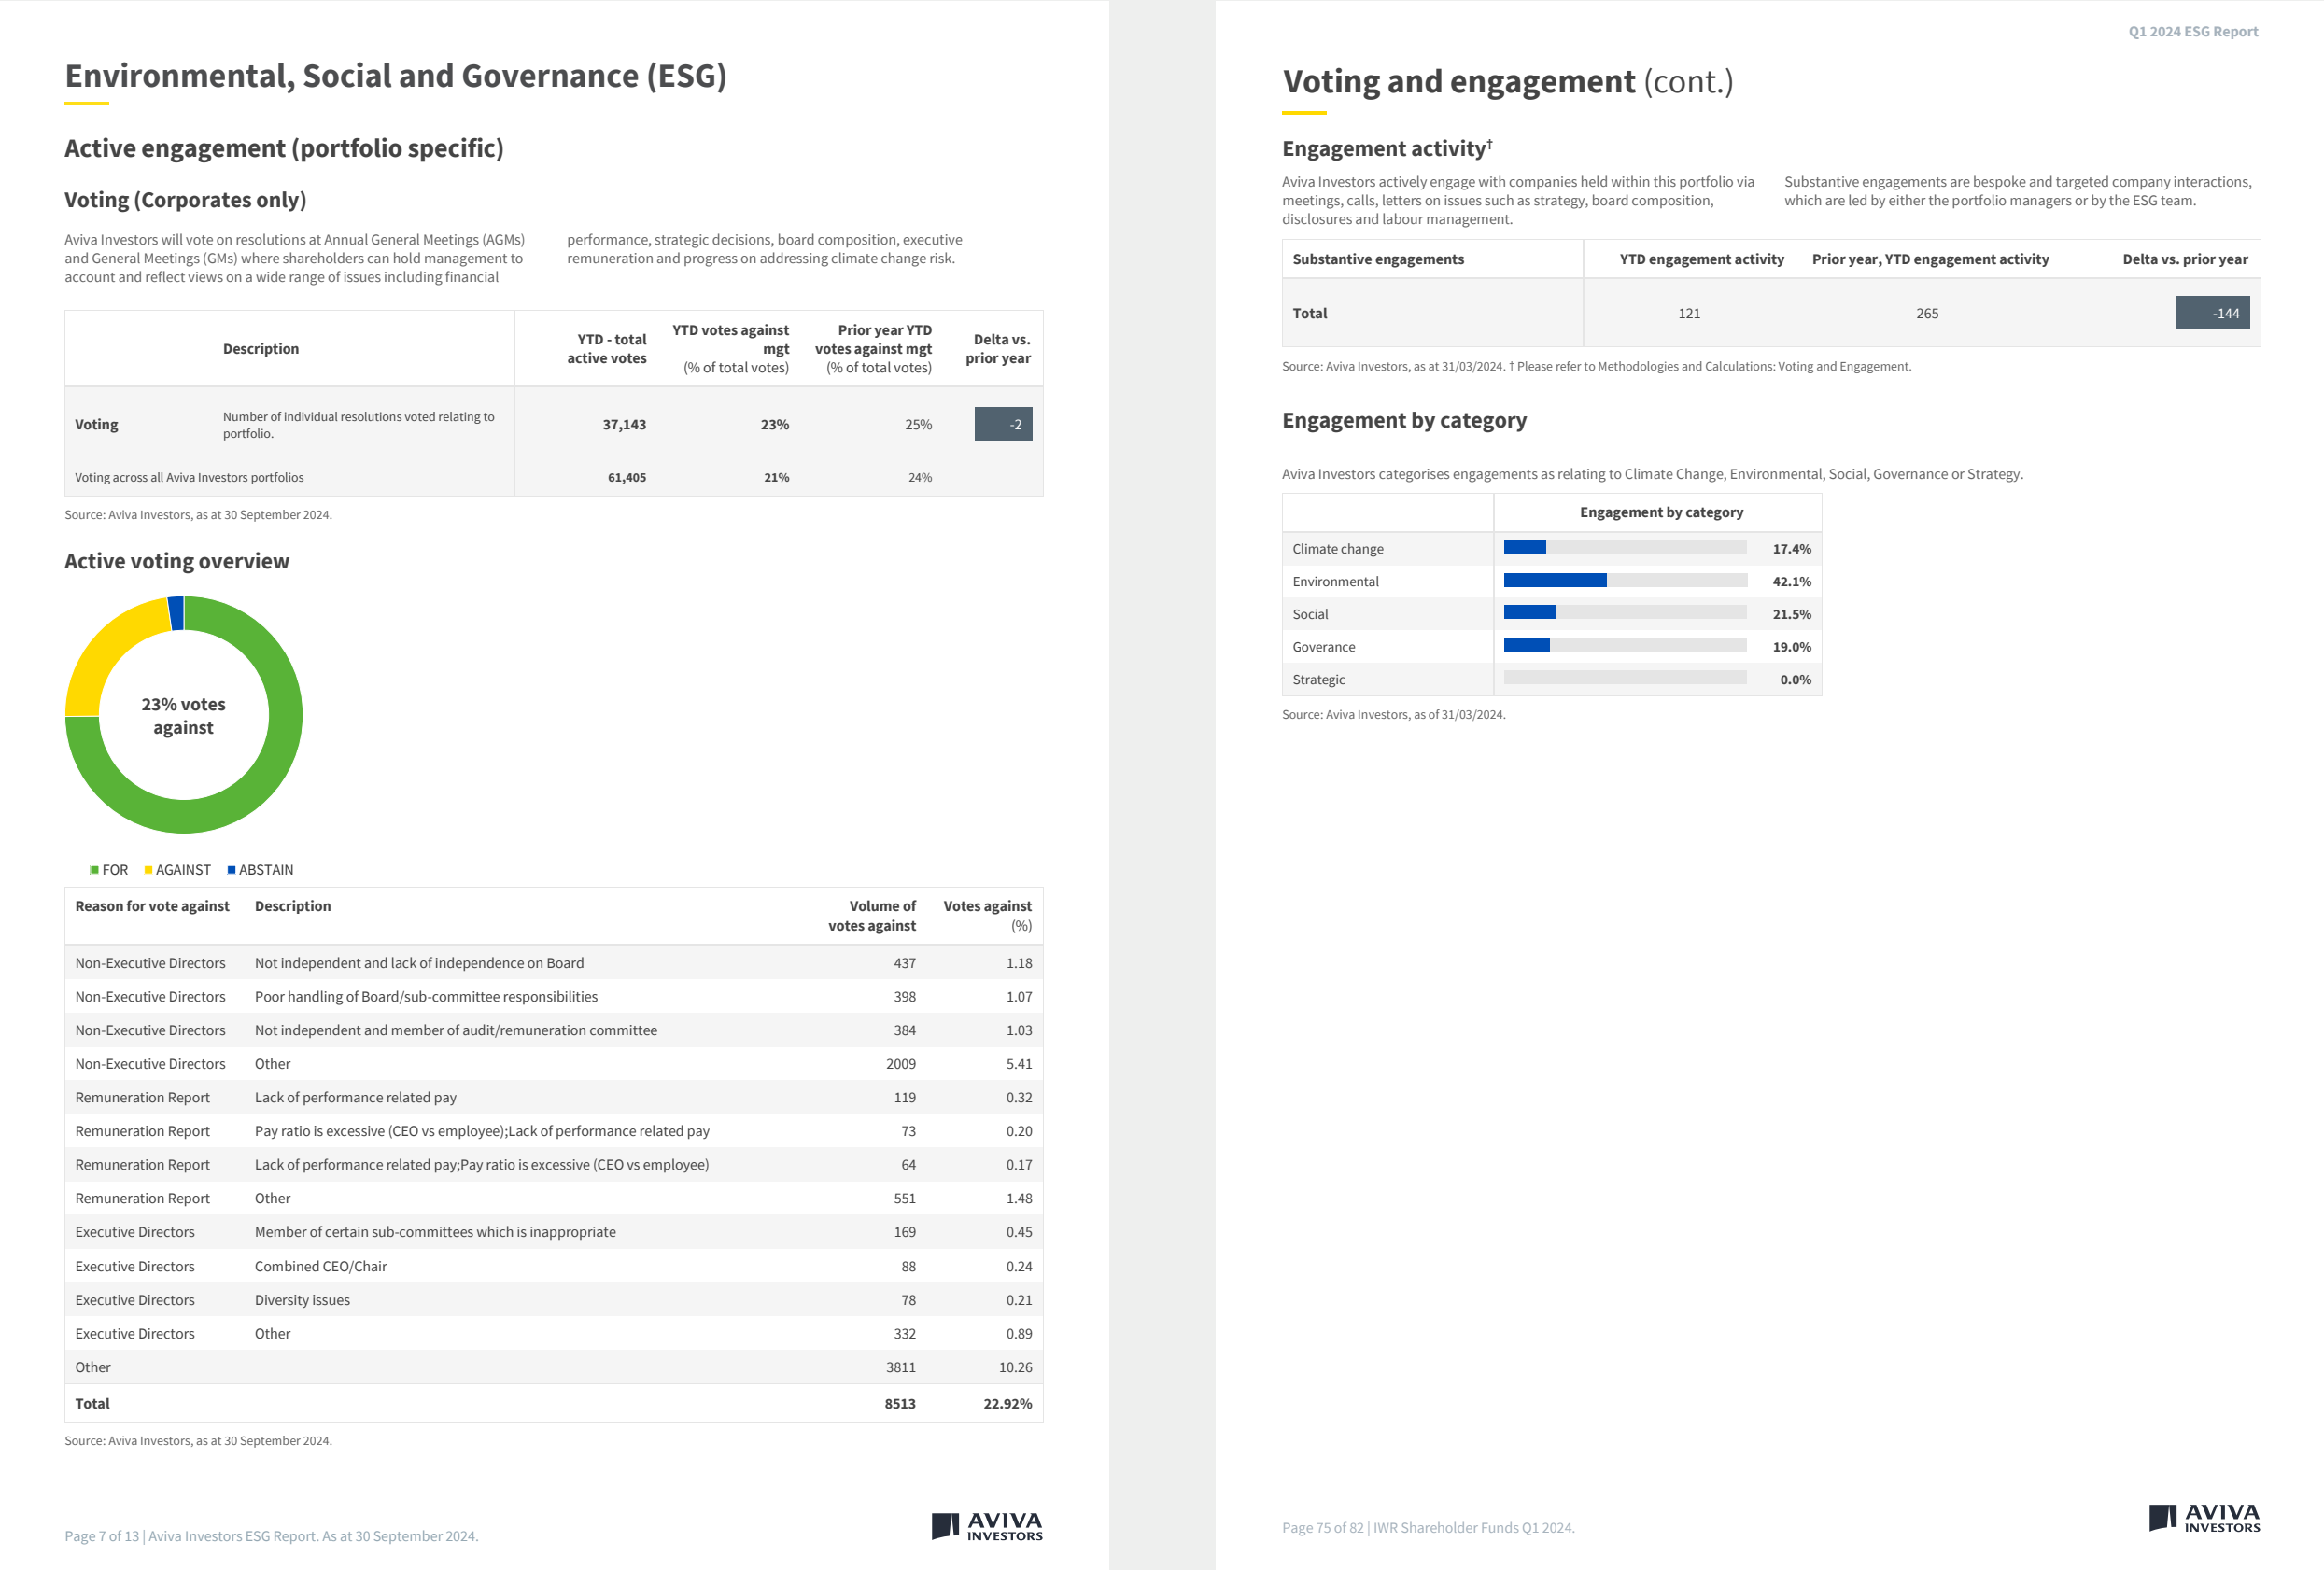 Environmental, Social and Governance (ESG)
Active engagement (portfolio specific)
Voting (Corporates only)
Aviva Investors will vote on resolutions at Annual General Meetings (AGMs)
and General Meetings (GMs) where shareholders can hold management to
account and reflect views on a wide range of issues including financial
performance, strategic decisions, board composition, executive
remuneration and progress on addressing climate change risk.
Description YTD - total active votes YTD votes against mgt (% of total votes) Prior year YTD votes against mgt (% of total votes) Delta vs. prior year
Voting Number of individual resolutions voted relating to portfolio. 37,143 23% 25% -2
Voting across all Aviva Investors portfolios 61,405 21% 24%
Source: Aviva Investors, as at 30 September 2024.
Active voting overview
23% votes
against
FOR AGAINST ABSTAIN
Reason for vote against Description Volume of votes against Votes against (%)
Non-Executive Directors Not independent and lack of independence on Board 437 1.18
Non-Executive Directors Poor handling of Board/sub-committee responsibilities 398 1.07
Non-Executive Directors Not independent and member of audit/remuneration committee 384 1.03
Non-Executive Directors Other 2009 5.41
Remuneration Report Lack of performance related pay 119 0.32
Remuneration Report Pay ratio is excessive (CEO vs employee);Lack of performance related pay 73 0.20
Remuneration Report Lack of performance related pay;Pay ratio is excessive (CEO vs employee) 64 0.17
Remuneration Report Other 551 1.48
Executive Directors Member of certain sub-committees which is inappropriate 169 0.45
Executive Directors Combined CEO/Chair 88 0.24
Executive Directors Diversity issues 78 0.21
Executive Directors Other 332 0.89
Other 3811 10.26
Total 8513 22.92%
Source: Aviva Investors, as at 30 September 2024.
Page 7 of 13 | Aviva Investors ESG Report. As at 30 September 2024.
AVIVA
INVESTORS
Q1 2024 ESG Report
Voting and engagement (cont.)
Engagement activity†
Aviva Investors actively engage with companies held within this portfolio via
meetings, calls, letters on issues such as strategy, board composition,
disclosures and labour management.
Substantive engagements are bespoke and targeted company interactions,
which are led by either the portfolio managers or by the ESG team.
Substantive engagements YTD engagement activity Prior year, YTD engagement activity Delta vs. prior year
Total 121 265 -144
Source: Aviva Investors, as at 31/03/2024. † Please refer to Methodologies and Calculations: Voting and Engagement.
Engagement by category
Aviva Investors categorises engagements as relating to Climate Change, Environmental, Social, Governance or Strategy.
Engagement by category
Climate change 17.4%
Environmental 42.1%
Social 21.5%
Goverance 19.0%
Strategic 0.0%
Source: Aviva Investors, as of 31/03/2024.
Page 75 of 82 | IWR Shareholder Funds Q1 2024.
AVIVA
INVESTORS